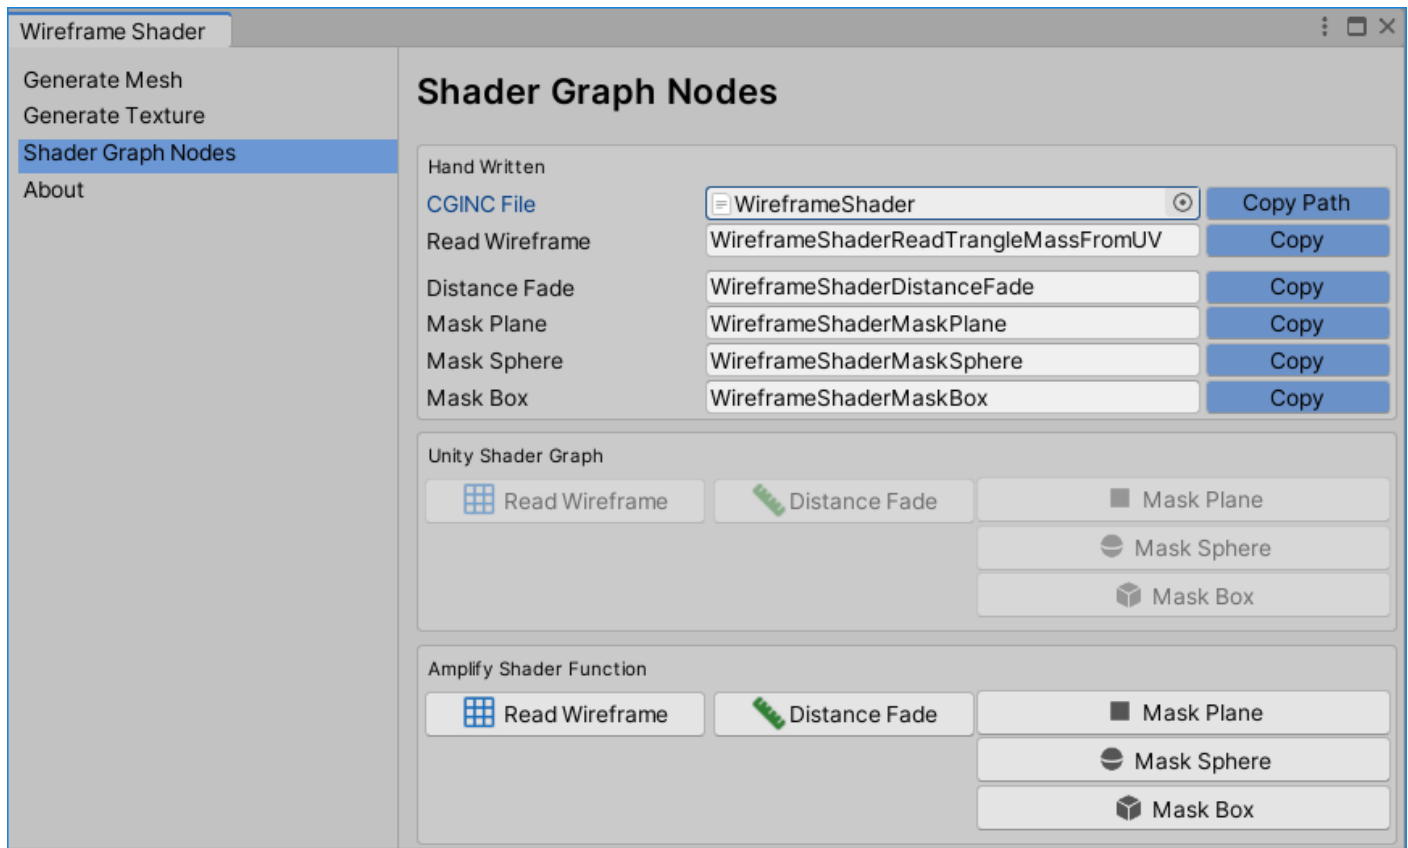 Wireframe Shader
Generate Mesh
Generate Texture
Shader Graph Nodes
About
Shader Graph Nodes
Hand Written
CGINC File WireframeShader Copy Path
Read Wireframe WireframeShaderReadTrangleMassFromUV Copy
Distance Fade WireframeShaderDistanceFade Copy
Mask Plane WireframeShaderMaskPlane Copy
Mask Sphere WireframeShaderMaskSphere Copy
Mask Box WireframeShaderMaskBox Copy
Unity Shader Graph
Read Wireframe Distance Fade Mask Plane
Mask Sphere
Mask Box
Amplify Shader Function
Read Wireframe Distance Fade Mask Plane
Mask Sphere
Mask Box